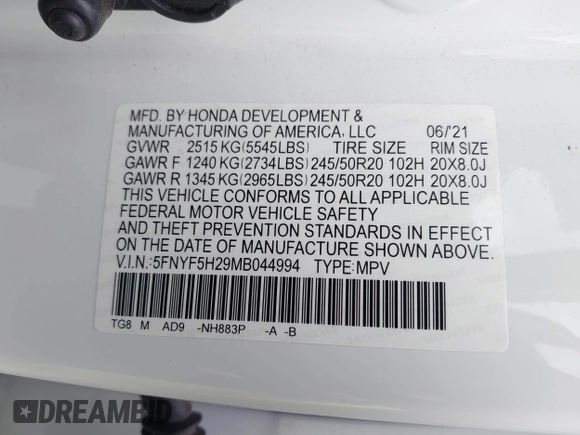 MFD. BY HONDA DEVELOPMENT &
MANUFACTURING OF AMERICA, LLC 06/'21
GVWR 2515 KG(5545LBS) TIRE SIZE RIM SIZE
GAWR F 1240 KG(2734LBS) 245/50R20 102H 20X8.0J
GAWR R 1345 KG(2965LBS) 245/50R20 102H 20X8.0J
THIS VEHICLE CONFORMS TO ALL APPLICABLE
FEDERAL MOTOR VEHICLE SAFETY
AND THEFT PREVENTION STANDARDS IN EFFECT
ON THE DATE OF MANUFACTURE SHOWN ABOVE.
V.I.N.:5FNYF5H29MB044994 TYPE:MPV
TG8 M AD9 -NH883P -A -B
DREAMBID